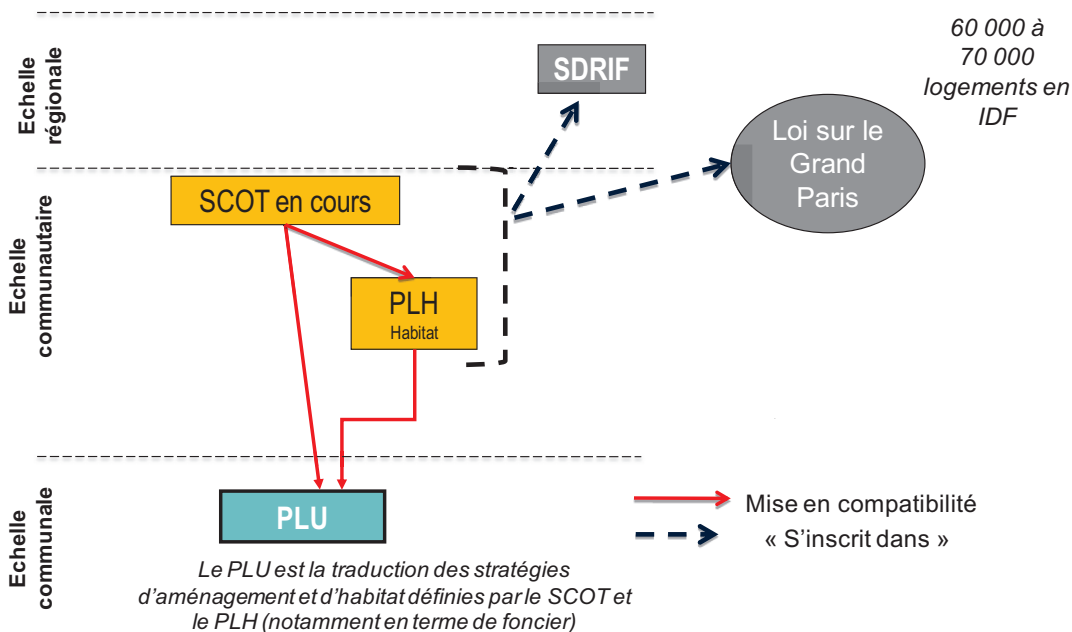 60 000 à
70 000
logements en
IDF
Echelle
régionale
SDRIF
Loi sur le
Grand
Paris
Echelle
communautaire
SCOT en cours
PLH
Habitat
Echelle
communale
PLU
Mise en compatibilité
« S'inscrit dans »
Le PLU est la traduction des stratégies
d'aménagement et d'habitat définies par le SCOT et
le PLH (notamment en terme de foncier)